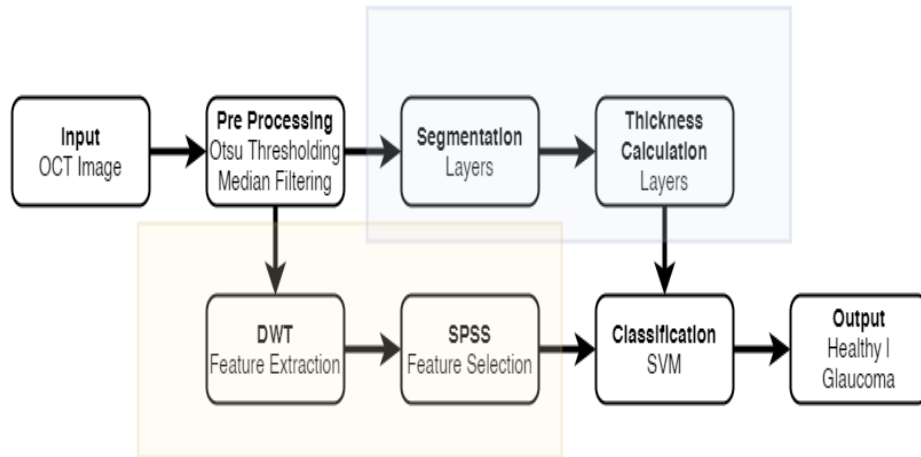 Input
OCT Image
Pre Processing
Otsu Thresholding
Median Filtering
Segmentation
Layers
Thickness
Calculation
Layers
DWT
Feature Extraction
SPSS
Feature Selection
Classification
SVM
Output
Healthy |
Glaucoma